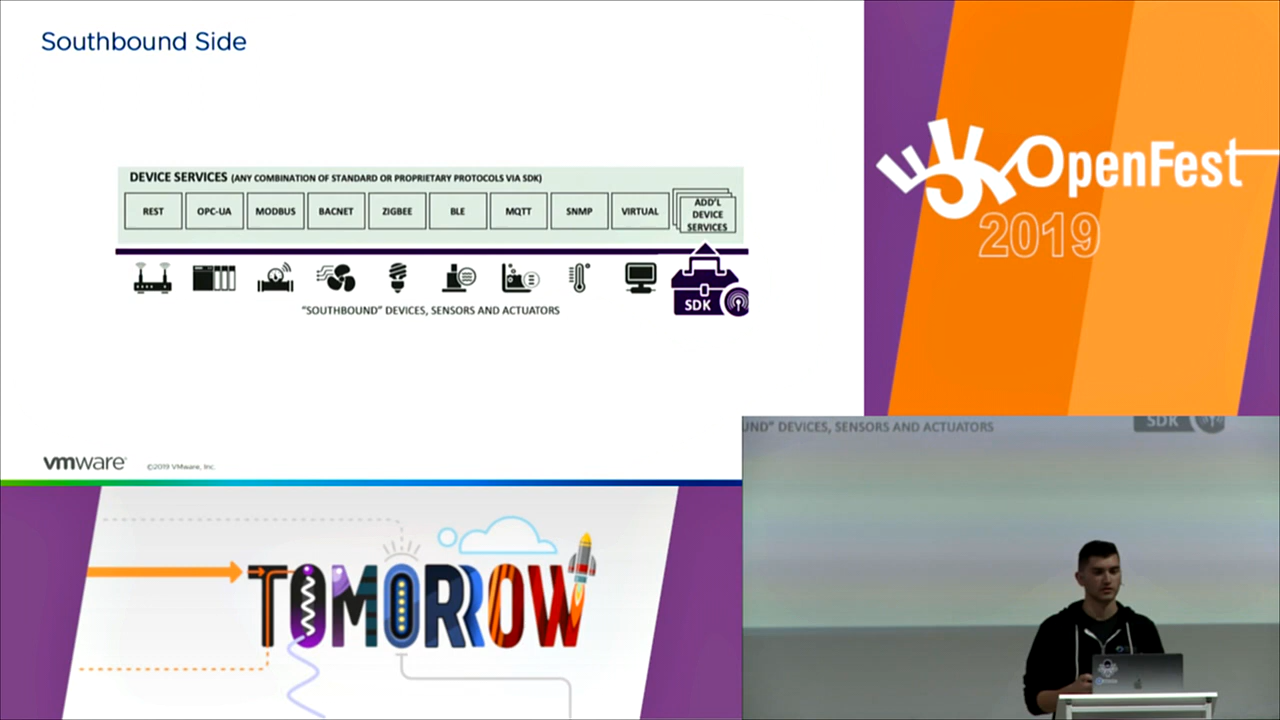 Southbound Side
DEVICE SERVICES (ANY COMBINATION OF STANDARD OR PROPRIETARY PROTOCOLS VIA SDK)
REST
OPC-UA
MODBUS
BACNET
ZIGBEE
BLE
MQTT
SNMP
VIRTUAL
ADD'L
DEVICE
SERVICES
SDK
"SOUTHBOUND" DEVICES, SENSORS AND ACTUATORS
vmware
©2019 VMware, Inc.
OpenFest
2019
TOMORROW
UND" DEVICES, SENSORS AND ACTUATORS
SDK